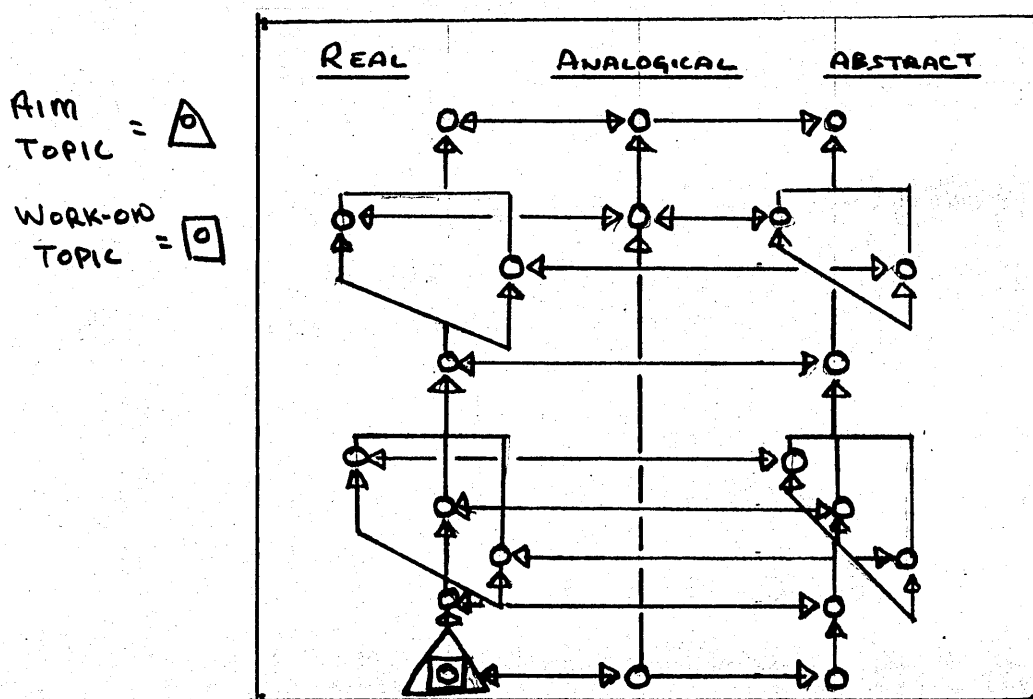 REAL
ANALOGICAL
ABSTRACT
AIM
TOPIC =
WORK-ON
TOPIC =